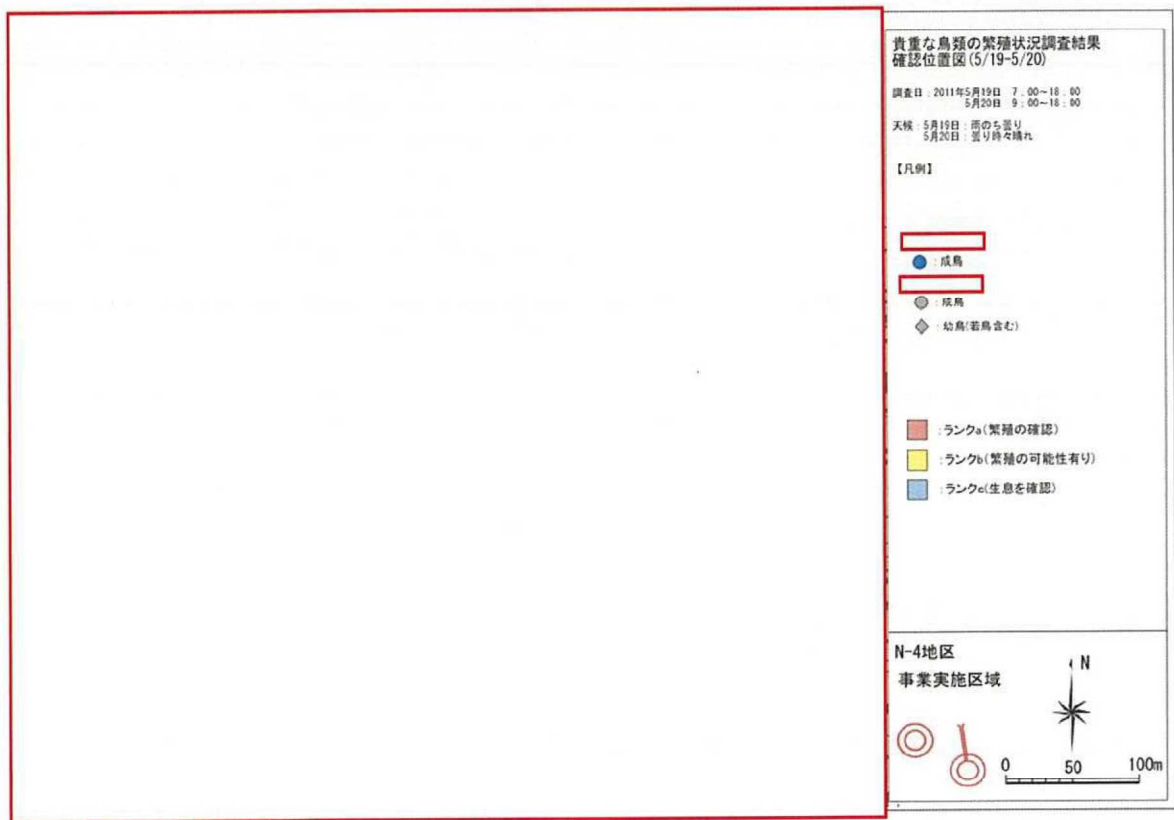 貴重な鳥類の繁殖状況調査結果
確認位置図(5/19-5/20)
調査日：2011年5月19日 7：00～18：00
5月20日 9：00～18：00
天候：5月19日：雨のち曇り
5月20日：曇り時々晴れ
【凡例】
：成鳥
：成鳥
：幼鳥(若鳥含む)
：ランクa(繁殖の確認)
：ランクb(繁殖の可能性有り)
：ランクc(生息を確認)
N-4地区
事業実施区域
N
0 50 100m